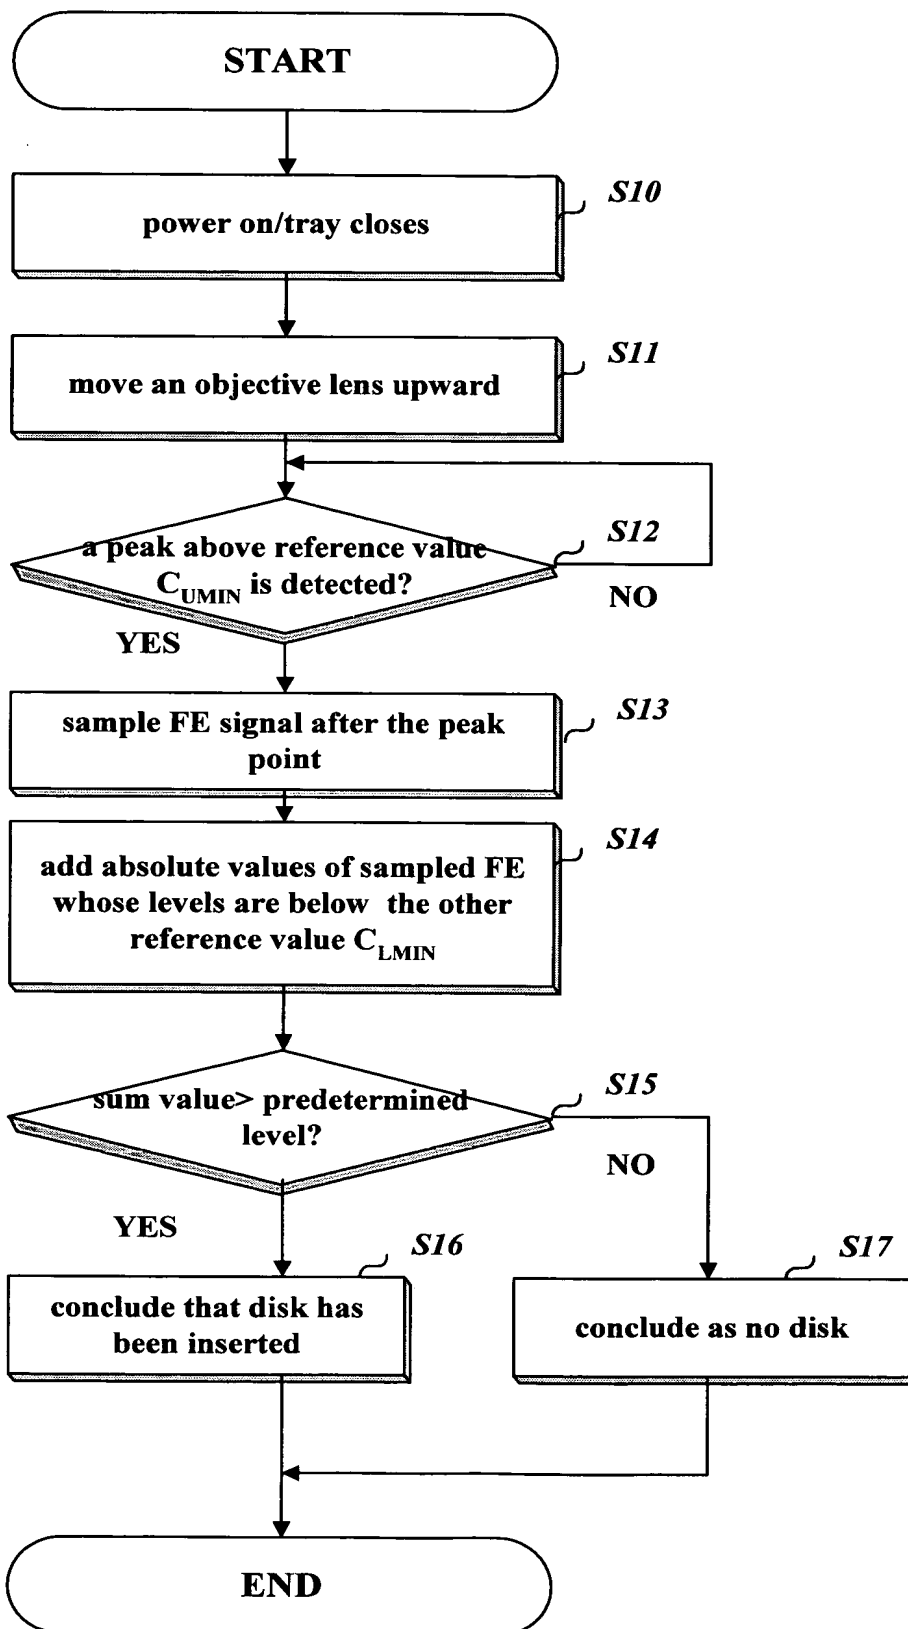 START
S10
power on/tray closes
S11
move an objective lens upward
S12
a peak above reference value
C_UMIN is detected?
NO
YES
S13
sample FE signal after the peak
point
S14
add absolute values of sampled FE
whose levels are below the other
reference value C_LMIN
S15
sum value> predetermined
level?
NO
YES
S16
S17
conclude that disk has
been inserted
conclude as no disk
END